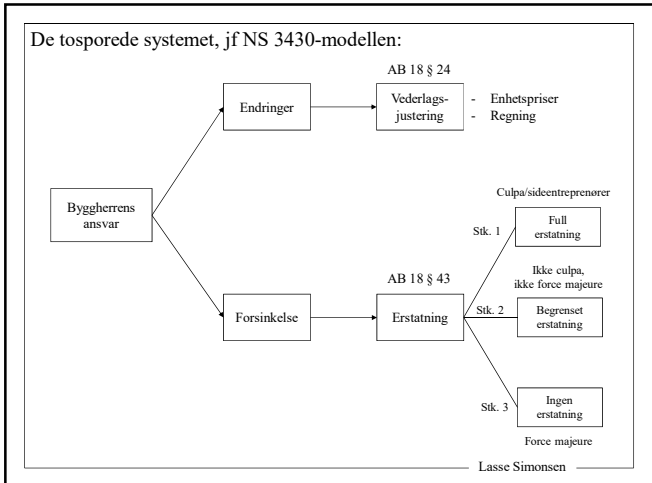 De tosporede systemet, jf NS 3430-modellen:
AB 18 § 24
Endringer
Vederlags-
justering
- Enhetspriser
- Regning
Byggherrens
ansvar
Forsinkelse
AB 18 § 43
Erstatning
Culpa/sideentreprenører
Stk. 1
Full
erstatning
Ikke culpa,
ikke force majeure
Stk. 2
Begrenset
erstatning
Stk. 3
Ingen
erstatning
Force majeure
Lasse Simonsen